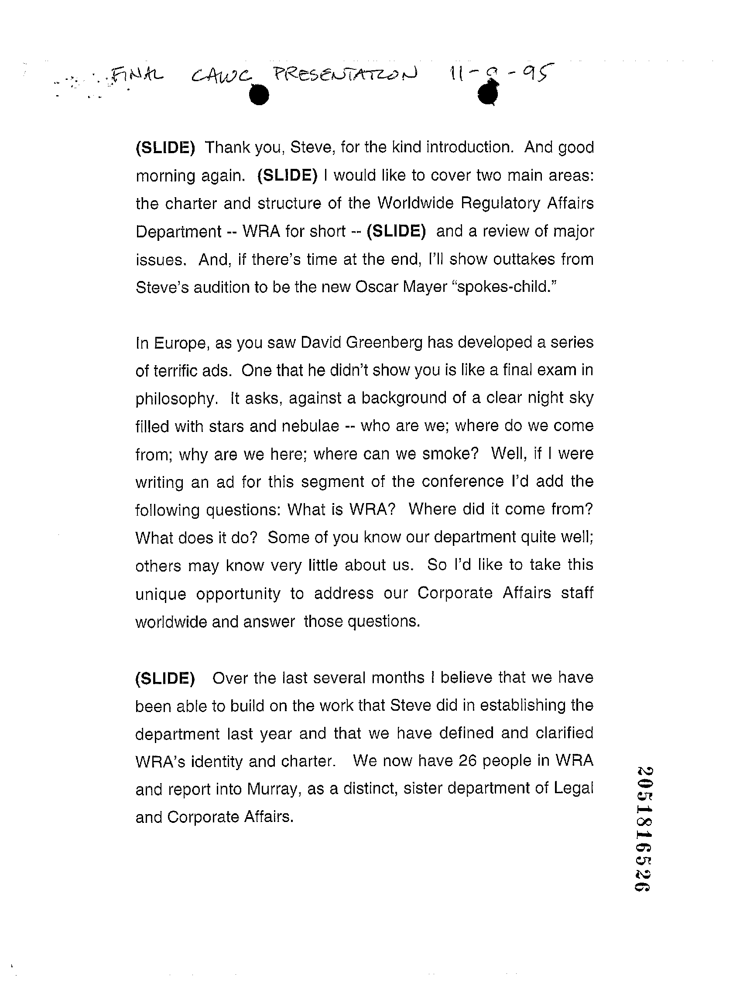 FINAL CAWC PRESENTATION 11-9-95
(SLIDE) Thank you, Steve, for the kind introduction. And good
morning again. (SLIDE) I would like to cover two main areas:
the charter and structure of the Worldwide Regulatory Affairs
Department -- WRA for short -- (SLIDE) and a review of major
issues. And, if there's time at the end, I'll show outtakes from
Steve's audition to be the new Oscar Mayer “spokes-child.”
In Europe, as you saw David Greenberg has developed a series
of terrific ads. One that he didn't show you is like a final exam in
philosophy. It asks, against a background of a clear night sky
filled with stars and nebulae -- who are we; where do we come
from; why are we here; where can we smoke? Well, if I were
writing an ad for this segment of the conference I'd add the
following questions: What is WRA? Where did it come from?
What does it do? Some of you know our department quite well;
others may know very little about us. So I'd like to take this
unique opportunity to address our Corporate Affairs staff
worldwide and answer those questions.
(SLIDE) Over the last several months I believe that we have
been able to build on the work that Steve did in establishing the
department last year and that we have defined and clarified
WRA's identity and charter. We now have 26 people in WRA
and report into Murray, as a distinct, sister department of Legal
and Corporate Affairs.
2051816526